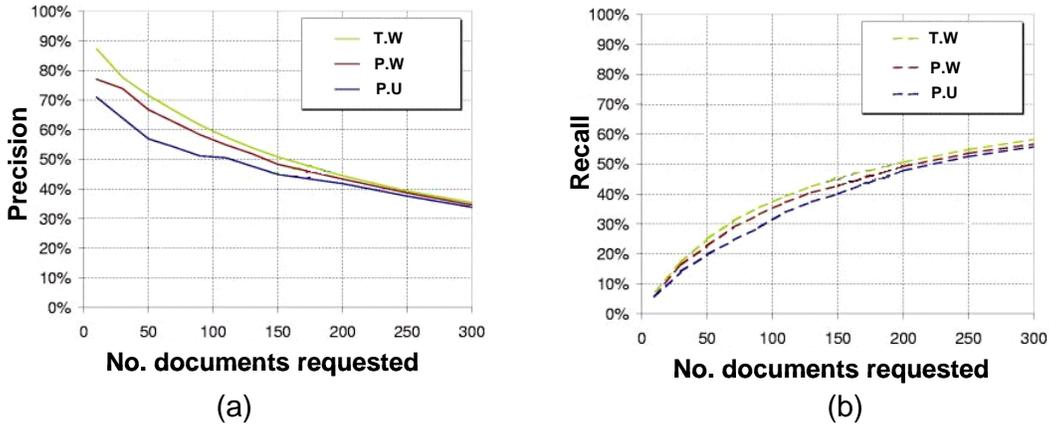 100%
90%
80%
70%
60%
50%
40%
30%
20%
10%
0%
Precision
T.W
P.W
P.U
0 50 100 150 200 250 300
No. documents requested
(a)
100%
90%
80%
70%
60%
50%
40%
30%
20%
10%
0%
Recall
T.W
P.W
P.U
0 50 100 150 200 250 300
No. documents requested
(b)